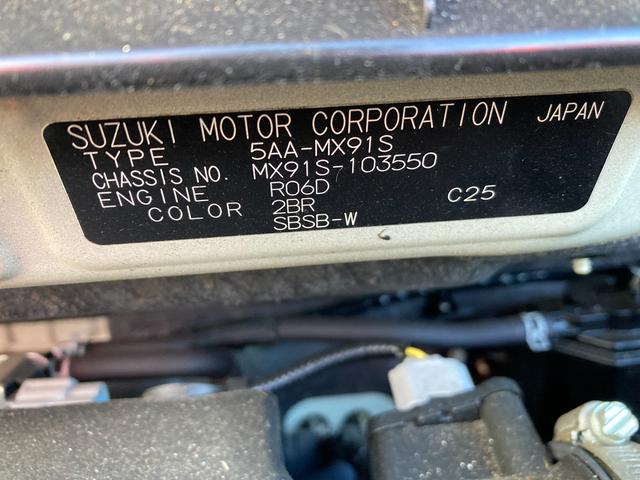 SUZUKI MOTOR CORPORATION JAPAN
TYPE 5AA-MX91S
CHASSIS NO. MX91S-103550
ENGINE R06D
COLOR 2BR C25
SBSB-W